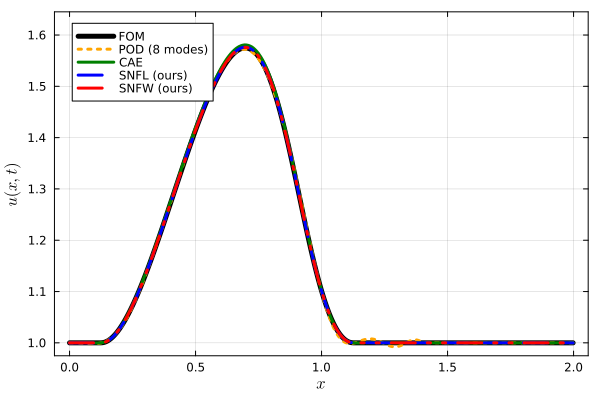 FOM
POD (8 modes)
CAE
SNFL (ours)
SNFW (ours)
1.6
1.5
1.4
1.3
1.2
1.1
1.0
u(x, t)
0.0 0.5 1.0 1.5 2.0
x